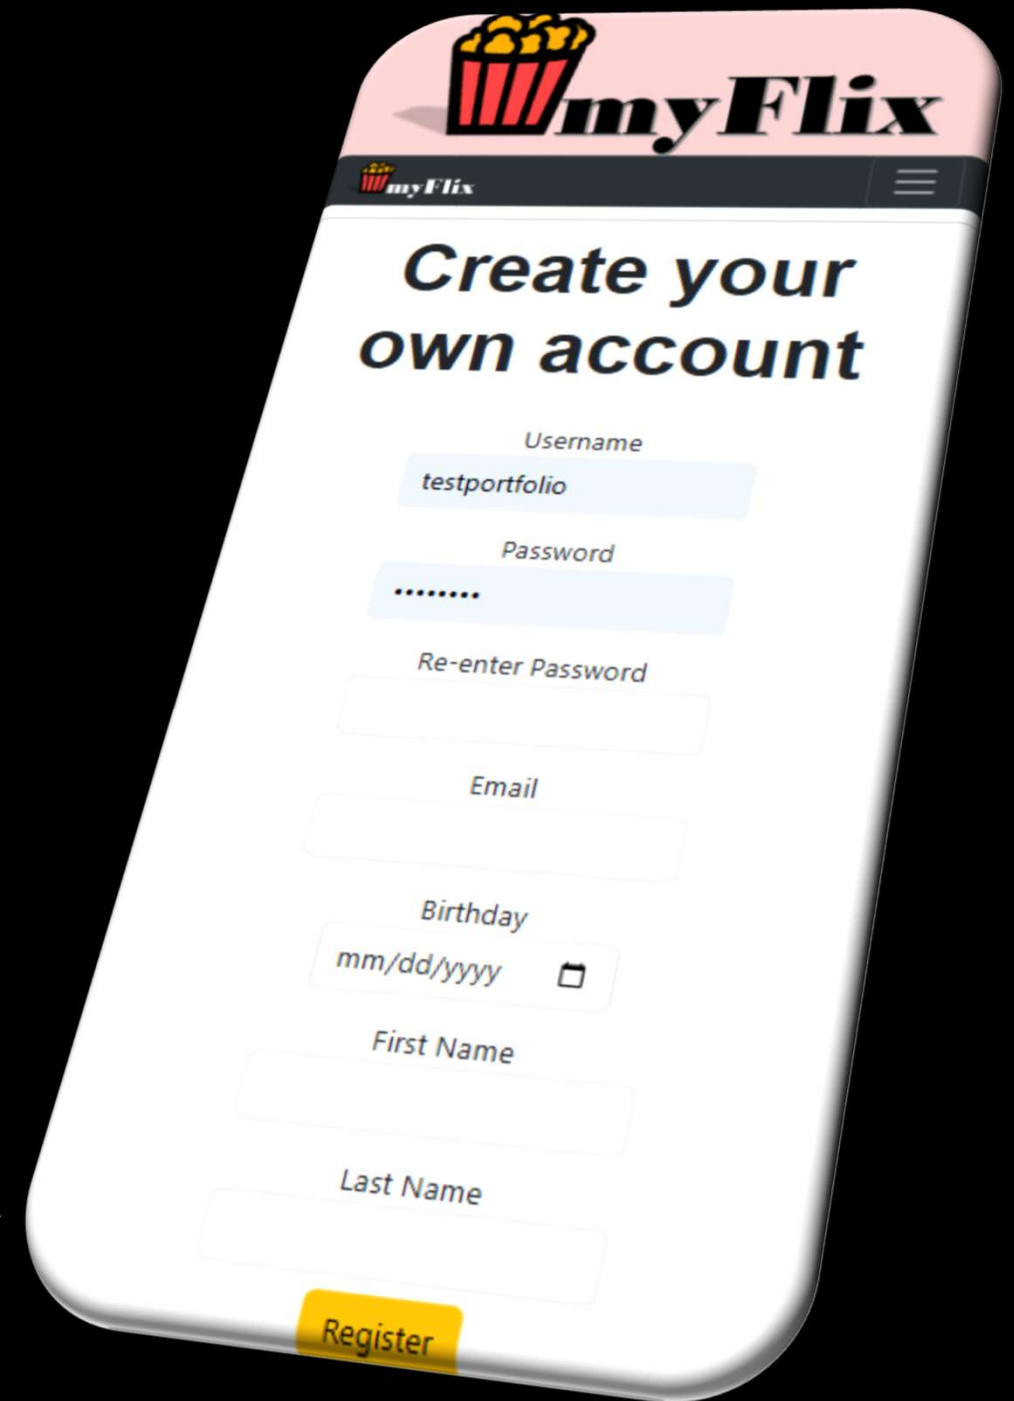 myFlix
myFlix
Create your
own account
Username
testportfolio
Password
••••••••
Re-enter Password
Email
Birthday
mm/dd/yyyy
First Name
Last Name
Register